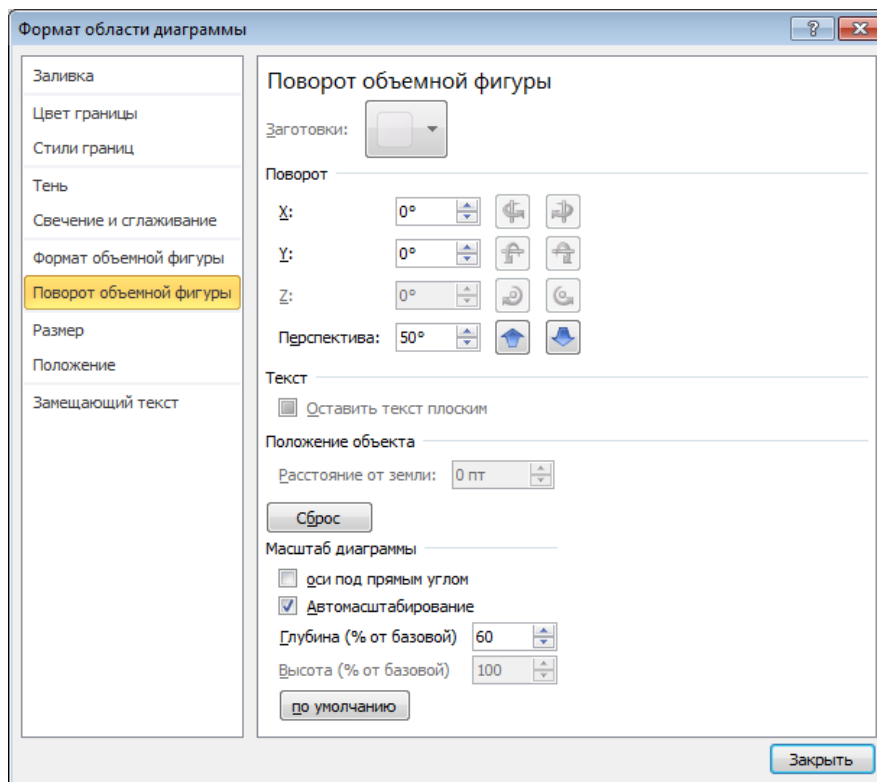 Формат области диаграммы
Заливка
Цвет границы
Стили границ
Тень
Свечение и сглаживание
Формат объемной фигуры
Поворот объемной фигуры
Размер
Положение
Замещающий текст
Поворот объемной фигуры
Заготовки:
Поворот
X: 0°
Y: 0°
Z: 0°
Перспектива: 50°
Текст
Оставить текст плоским
Положение объекта
Расстояние от земли: 0 пт
Сброс
Масштаб диаграммы
оси под прямым углом
Автомасштабирование
Глубина (% от базовой) 60
Высота (% от базовой) 100
по умолчанию
Закрыть